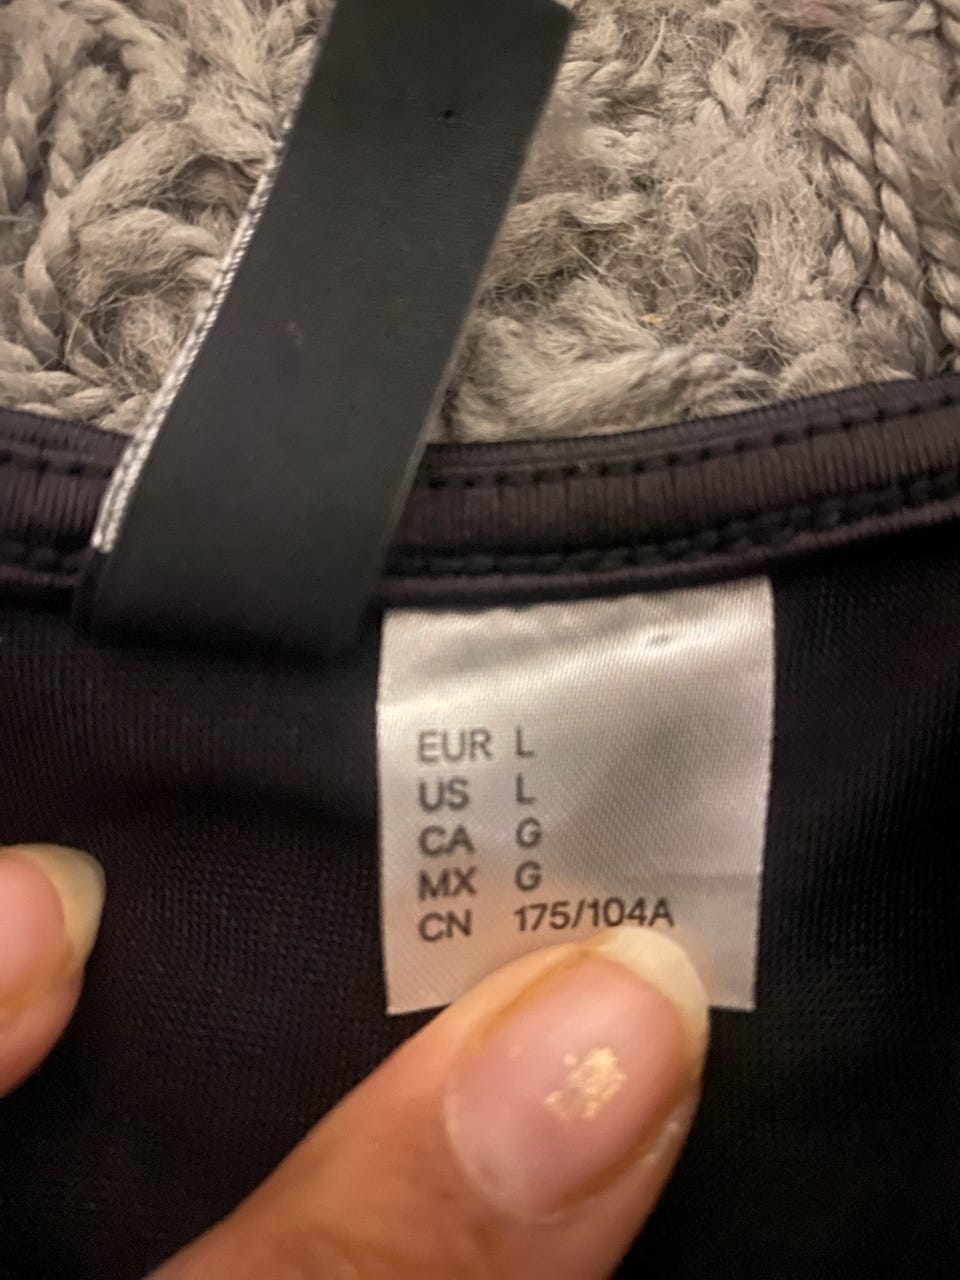 EUR L
US L
CA G
MX G
CN 175/104A